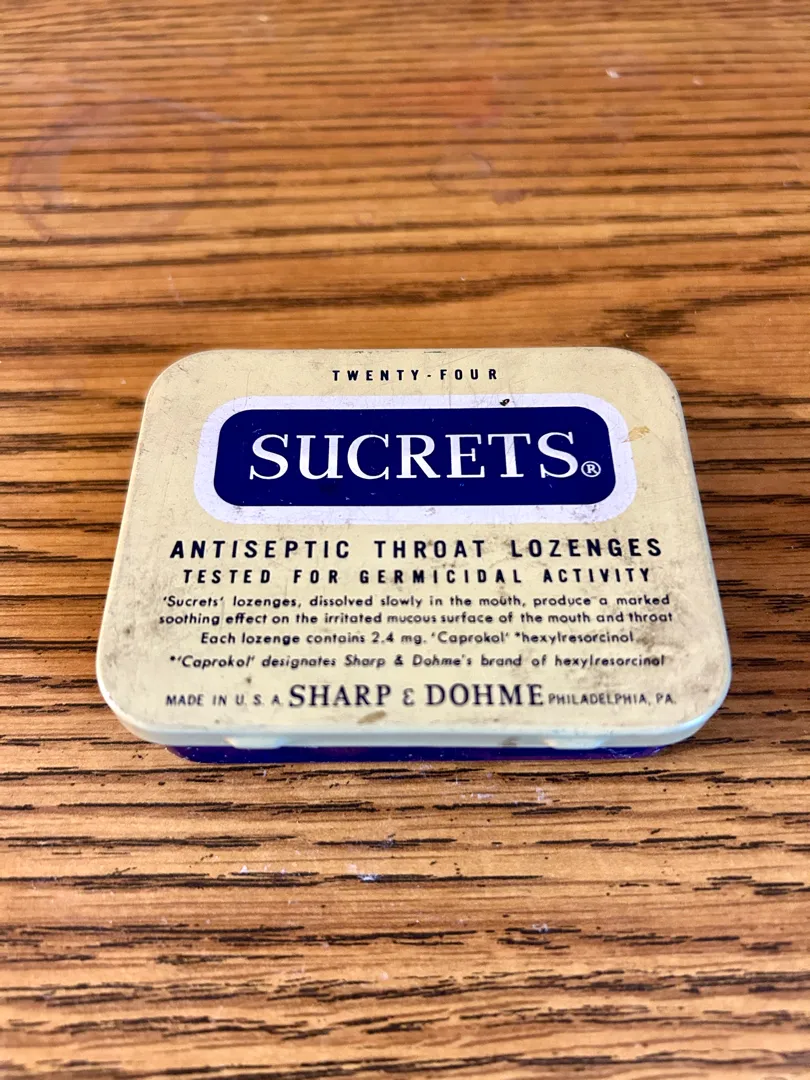 TWENTY-FOUR
SUCRETS®
ANTISEPTIC THROAT LOZENGES
TESTED FOR GERMICIDAL ACTIVITY
'Sucrets' lozenges, dissolved slowly in the mouth, produce a marked
soothing effect on the irritated mucous surface of the mouth and throat
Each lozenge contains 2.4 mg. 'Caprokol' *hexylresorcinol
*'Caprokol' designates Sharp & Dohme's brand of hexylresorcinol
MADE IN U. S. A. SHARP & DOHME PHILADELPHIA, PA.